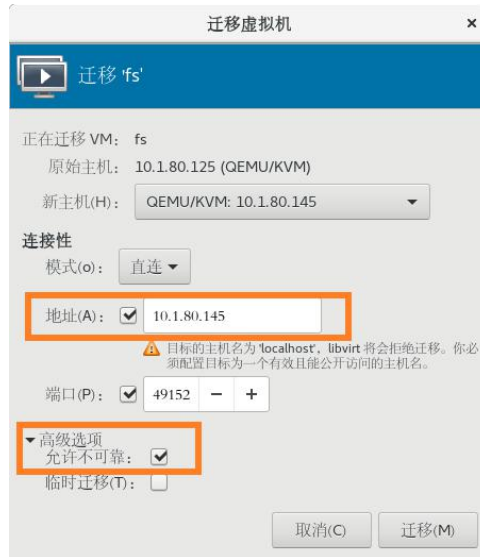 迁移虚拟机
迁移 'fs'
正在迁移 VM： fs
原始主机： 10.1.80.125 (QEMU/KVM)
新主机(H)： QEMU/KVM: 10.1.80.145
连接性
模式(o)： 直连
地址(A)： 10.1.80.145
目标的主机名为 'localhost'，libvirt 将会拒绝迁移。你必
须配置目标为一个有效且能公开访问的主机名。
端口(P)： 49152 − +
高级选项
允许不可靠：
临时迁移(T)：
取消(C) 迁移(M)